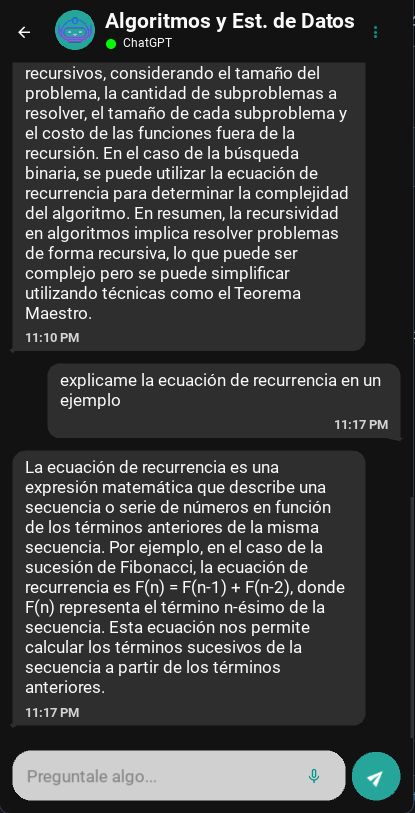 Algoritmos y Est. de Datos
ChatGPT
recursivos, considerando el tamaño del
problema, la cantidad de subproblemas a
resolver, el tamaño de cada subproblema y
el costo de las funciones fuera de la
recursión. En el caso de la búsqueda
binaria, se puede utilizar la ecuación de
recurrencia para determinar la complejidad
del algoritmo. En resumen, la recursividad
en algoritmos implica resolver problemas
de forma recursiva, lo que puede ser
complejo pero se puede simplificar
utilizando técnicas como el Teorema
Maestro.
11:10 PM
explicame la ecuación de recurrencia en un
ejemplo
11:17 PM
La ecuación de recurrencia es una
expresión matemática que describe una
secuencia o serie de números en función
de los términos anteriores de la misma
secuencia. Por ejemplo, en el caso de la
sucesión de Fibonacci, la ecuación de
recurrencia es F(n) = F(n-1) + F(n-2), donde
F(n) representa el término n-ésimo de la
secuencia. Esta ecuación nos permite
calcular los términos sucesivos de la
secuencia a partir de los términos
anteriores.
11:17 PM
Preguntale algo...